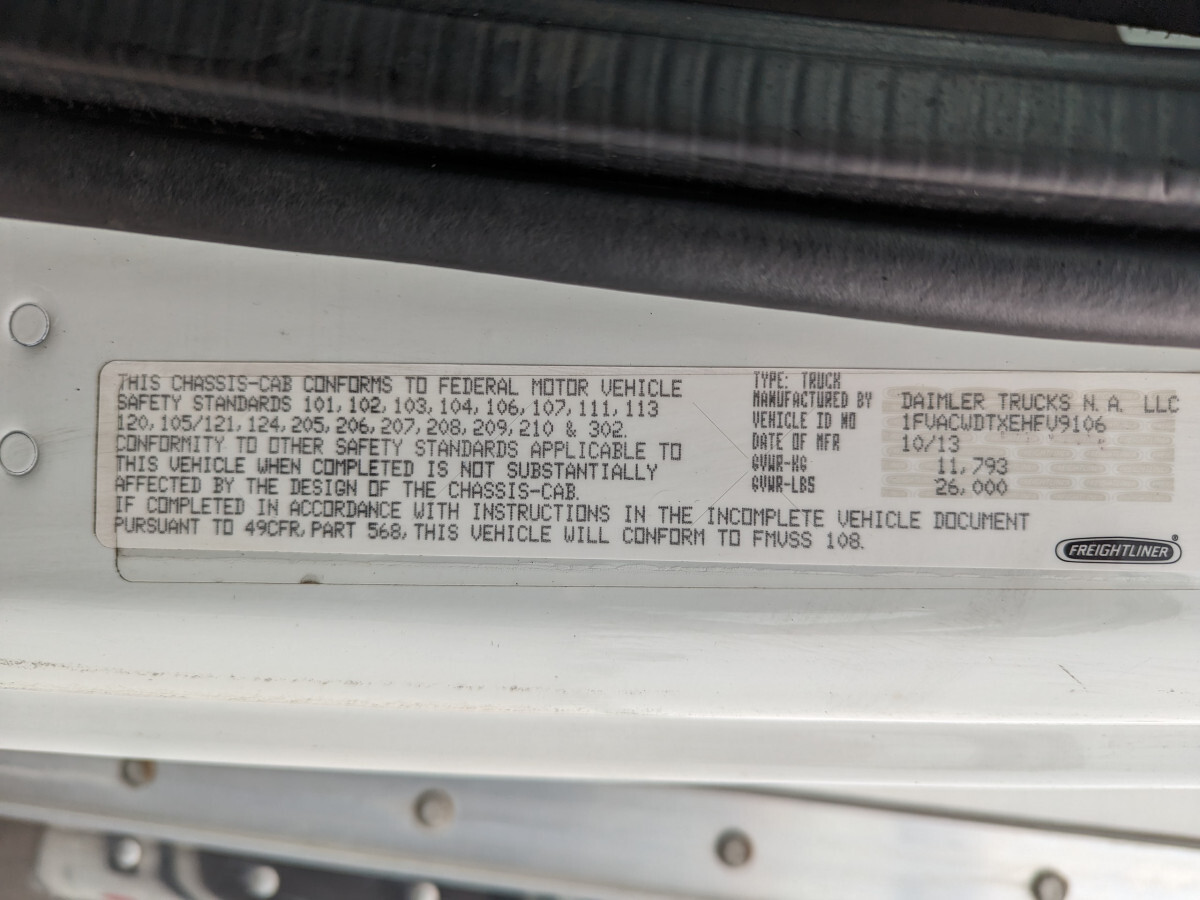 THIS CHASSIS-CAB CONFORMS TO FEDERAL MOTOR VEHICLE
SAFETY STANDARDS 101, 102, 103, 104, 106, 107, 111, 113
120, 105/121, 124, 205, 206, 207, 208, 209, 210 & 302.
CONFORMITY TO OTHER SAFETY STANDARDS APPLICABLE TO
THIS VEHICLE WHEN COMPLETED IS NOT SUBSTANTIALLY
AFFECTED BY THE DESIGN OF THE CHASSIS-CAB.
IF COMPLETED IN ACCORDANCE WITH INSTRUCTIONS IN THE INCOMPLETE VEHICLE DOCUMENT
PURSUANT TO 49CFR, PART 568, THIS VEHICLE WILL CONFORM TO FMVSS 108.
TYPE: TRUCK
MANUFACTURED BY DAIMLER TRUCKS N. A. LLC
VEHICLE ID NO 1FVACWDTXEHFV9106
DATE OF MFR 10/13
GVWR-KG 11,793
GVWR-LBS 26,000
FREIGHTLINER®